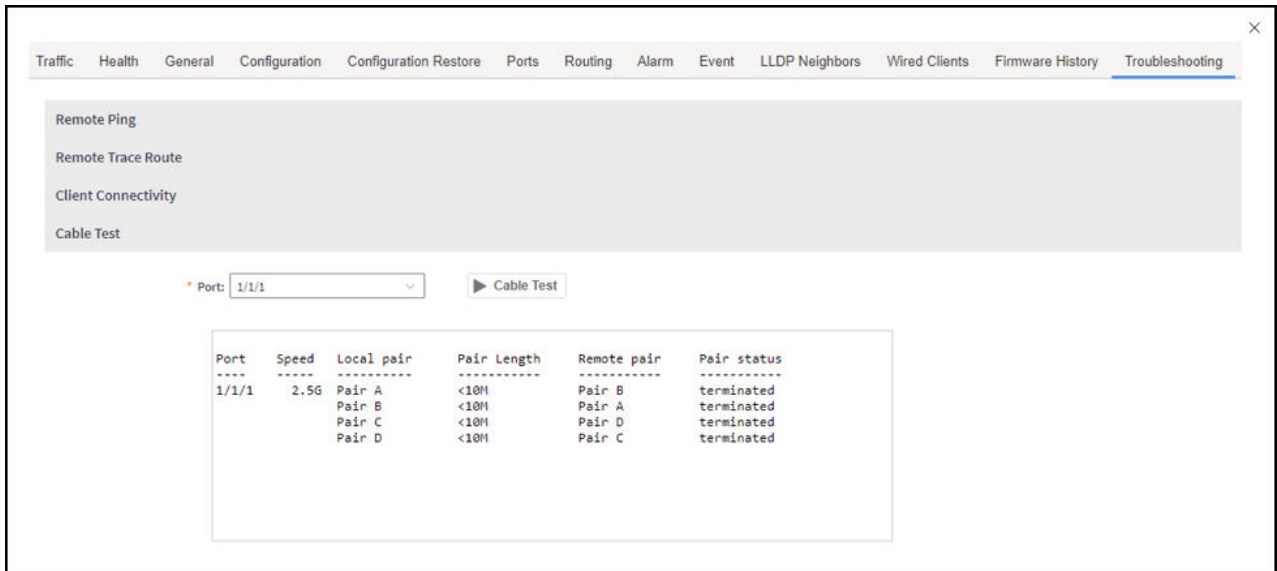 Traffic Health General Configuration Configuration Restore Ports Routing Alarm Event LLDP Neighbors Wired Clients Firmware History Troubleshooting
Remote Ping
Remote Trace Route
Client Connectivity
Cable Test
* Port: 1/1/1 Cable Test
Port Speed Local pair Pair Length Remote pair Pair status
---- ----- ---------- ----------- ----------- -----------
1/1/1 2.5G Pair A <10M Pair B terminated
Pair B <10M Pair A terminated
Pair C <10M Pair D terminated
Pair D <10M Pair C terminated